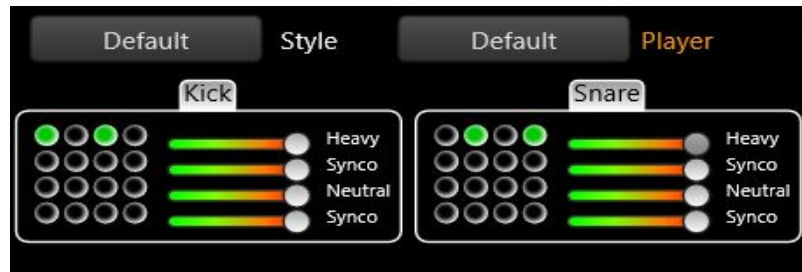 Default Style Default Player
Kick Snare
Heavy Heavy
Synco Synco
Neutral Neutral
Synco Synco